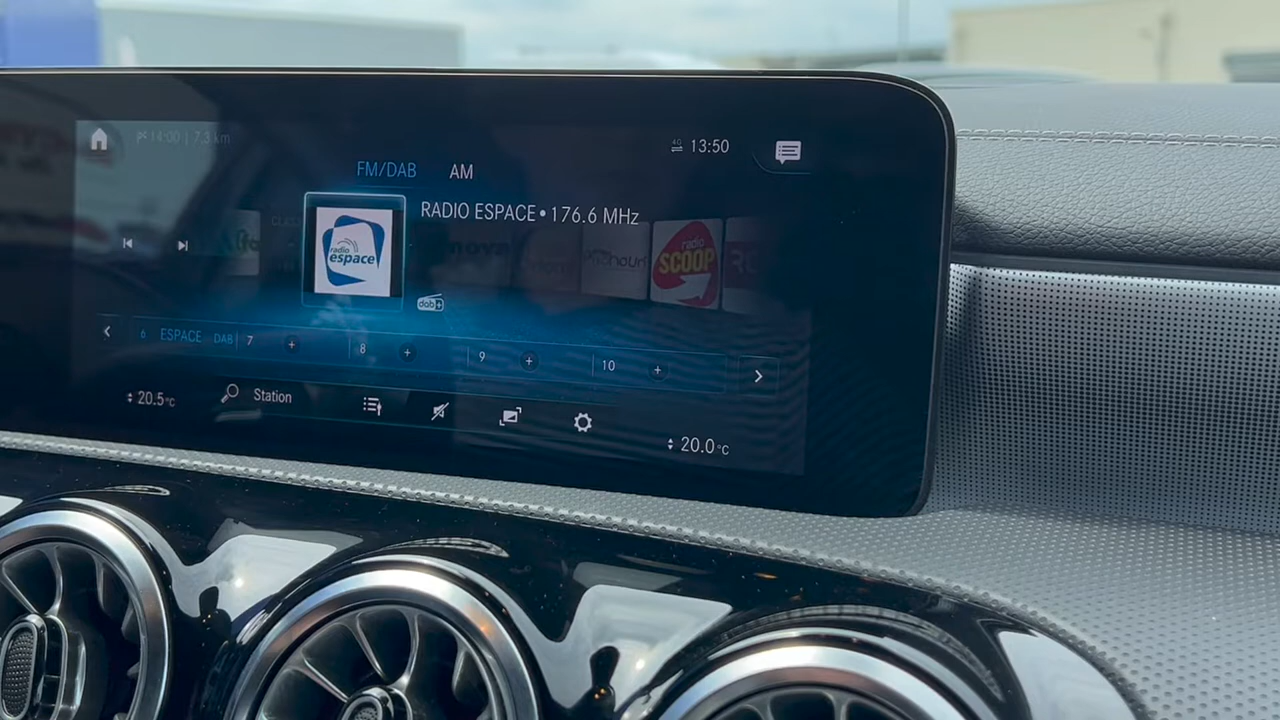 14:00 | 7.3 km
4G 13:50
FM/DAB AM
RADIO ESPACE • 176.6 MHz
radio
espace
nova
radio
SCOOP
dab+
6 ESPACE DAB 7 + 8 + 9 + 10 +
20.5°C Station
20.0°C